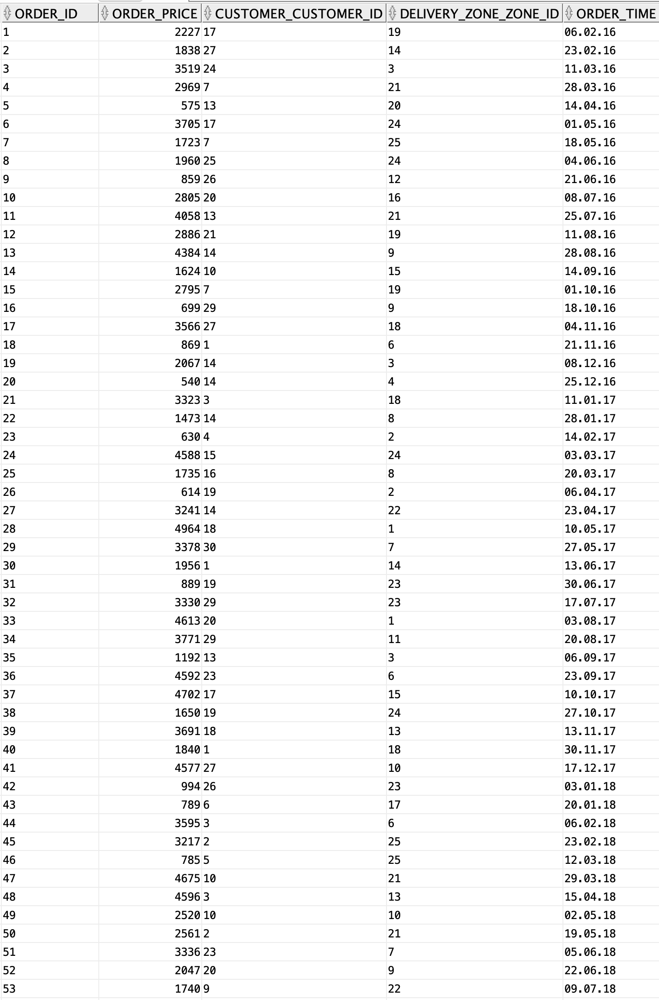 ORDER_ID ORDER_PRICE CUSTOMER_CUSTOMER_ID DELIVERY_ZONE_ZONE_ID ORDER_TIME
1 2227 17 19 06.02.16
2 1838 27 14 23.02.16
3 3519 24 3 11.03.16
4 2969 7 21 28.03.16
5 575 13 20 14.04.16
6 3705 17 24 01.05.16
7 1723 7 25 18.05.16
8 1960 25 24 04.06.16
9 859 26 12 21.06.16
10 2805 20 16 08.07.16
11 4058 13 21 25.07.16
12 2886 21 19 11.08.16
13 4384 14 9 28.08.16
14 1624 10 15 14.09.16
15 2795 7 19 01.10.16
16 699 29 9 18.10.16
17 3566 27 18 04.11.16
18 869 1 6 21.11.16
19 2067 14 3 08.12.16
20 540 14 4 25.12.16
21 3323 3 18 11.01.17
22 1473 14 8 28.01.17
23 630 4 2 14.02.17
24 4588 15 24 03.03.17
25 1735 16 8 20.03.17
26 614 19 2 06.04.17
27 3241 14 22 23.04.17
28 4964 18 1 10.05.17
29 3378 30 7 27.05.17
30 1956 1 14 13.06.17
31 889 19 23 30.06.17
32 3330 29 23 17.07.17
33 4613 20 1 03.08.17
34 3771 29 11 20.08.17
35 1192 13 3 06.09.17
36 4592 23 6 23.09.17
37 4702 17 15 10.10.17
38 1650 19 24 27.10.17
39 3691 18 13 13.11.17
40 1840 1 18 30.11.17
41 4577 27 10 17.12.17
42 994 26 23 03.01.18
43 789 6 17 20.01.18
44 3595 3 6 06.02.18
45 3217 2 25 23.02.18
46 785 5 25 12.03.18
47 4675 10 21 29.03.18
48 4596 3 13 15.04.18
49 2520 10 10 02.05.18
50 2561 2 21 19.05.18
51 3336 23 7 05.06.18
52 2047 20 9 22.06.18
53 1740 9 22 09.07.18